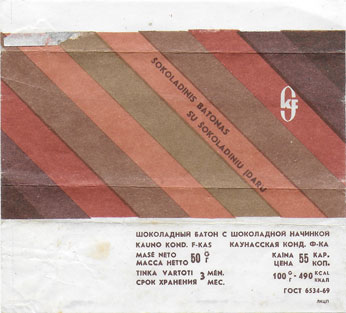 ŠOKOLADINIS BATONAS
SU ŠOKOLADINIU ĮDARU
ШОКОЛАДНЫЙ БАТОН С ШОКОЛАДНОЙ НАЧИНКОЙ
KAUNO KOND. F-KAS КАУНАССКАЯ КОНД. Ф-КА
MASĖ NETO 50 G KAINA 55 KAP.
МАССА НЕТТО Г ЦЕНА КОП.
TINKA VARTOTI 3 MĖN. 100 G - 490 KCAL
СРОК ХРАНЕНИЯ МЕС. Г ККАЛ
ГОСТ 6534-69